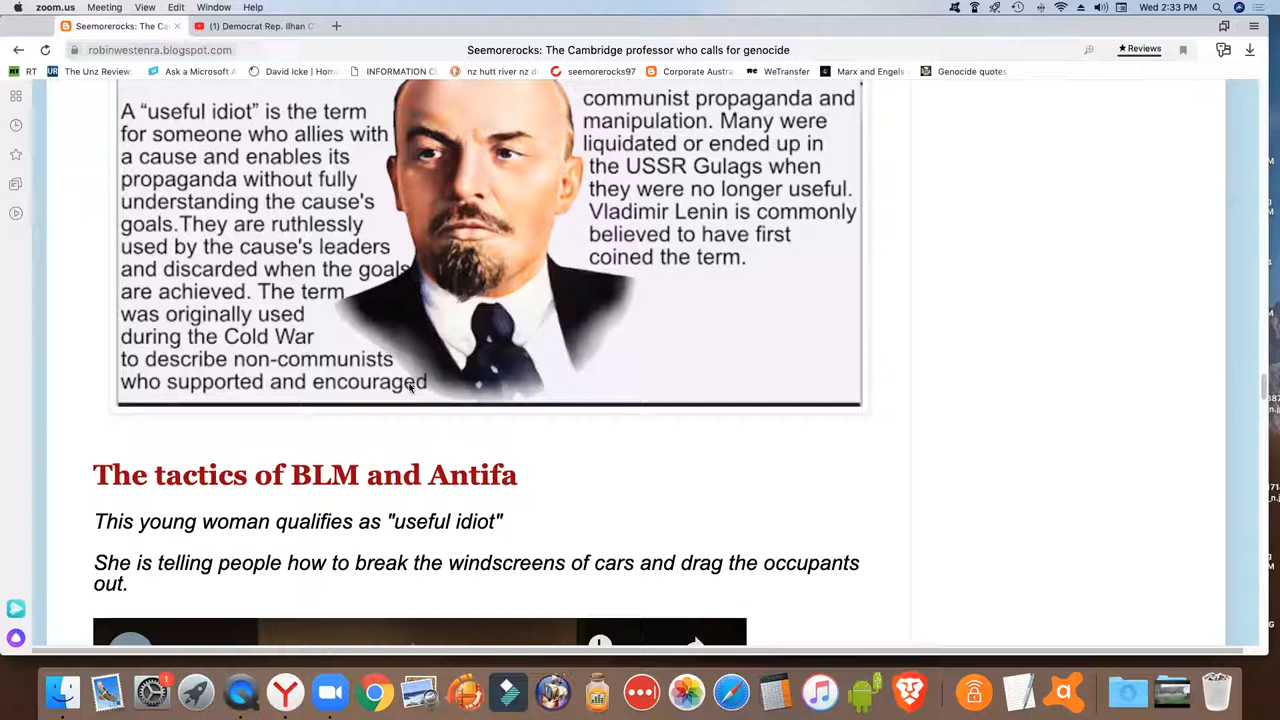 zoom.us Meeting View Edit Window Help
Wed 2:33 PM
Seemorerocks: The Ca
(1) Democrat Rep. Ilhan C
robinwestenra.blogspot.com
Seemorerocks: The Cambridge professor who calls for genocide
Reviews
RT
The Unz Review:
Ask a Microsoft A
David Icke | Hom
INFORMATION Cl
nz hutt river nz d
seemorerocks97
Corporate Austra
WeTransfer
Marx and Engels
Genocide quotes
A “useful idiot” is the term
for someone who allies with
a cause and enables its
propaganda without fully
understanding the cause's
goals.They are ruthlessly
used by the cause's leaders
and discarded when the goals
are achieved. The term
was originally used
during the Cold War
to describe non-communists
who supported and encouraged
communist propaganda and
manipulation. Many were
liquidated or ended up in
the USSR Gulags when
they were no longer useful.
Vladimir Lenin is commonly
believed to have first
coined the term.
The tactics of BLM and Antifa
This young woman qualifies as "useful idiot"
She is telling people how to break the windscreens of cars and drag the occupants
out.
1